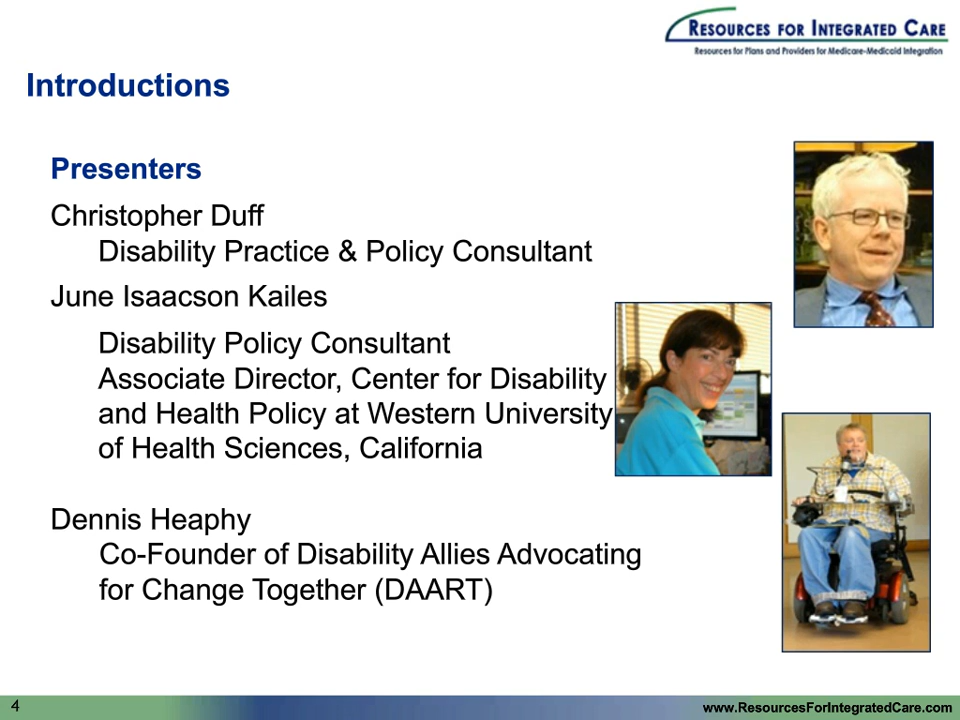 RESOURCES FOR INTEGRATED CARE
Resources for Plans and Providers for Medicare-Medicaid Integration
Introductions
Presenters
Christopher Duff
Disability Practice & Policy Consultant
June Isaacson Kailes
Disability Policy Consultant
Associate Director, Center for Disability
and Health Policy at Western University
of Health Sciences, California
Dennis Heaphy
Co-Founder of Disability Allies Advocating
for Change Together (DAART)
4
www.ResourcesForIntegratedCare.com